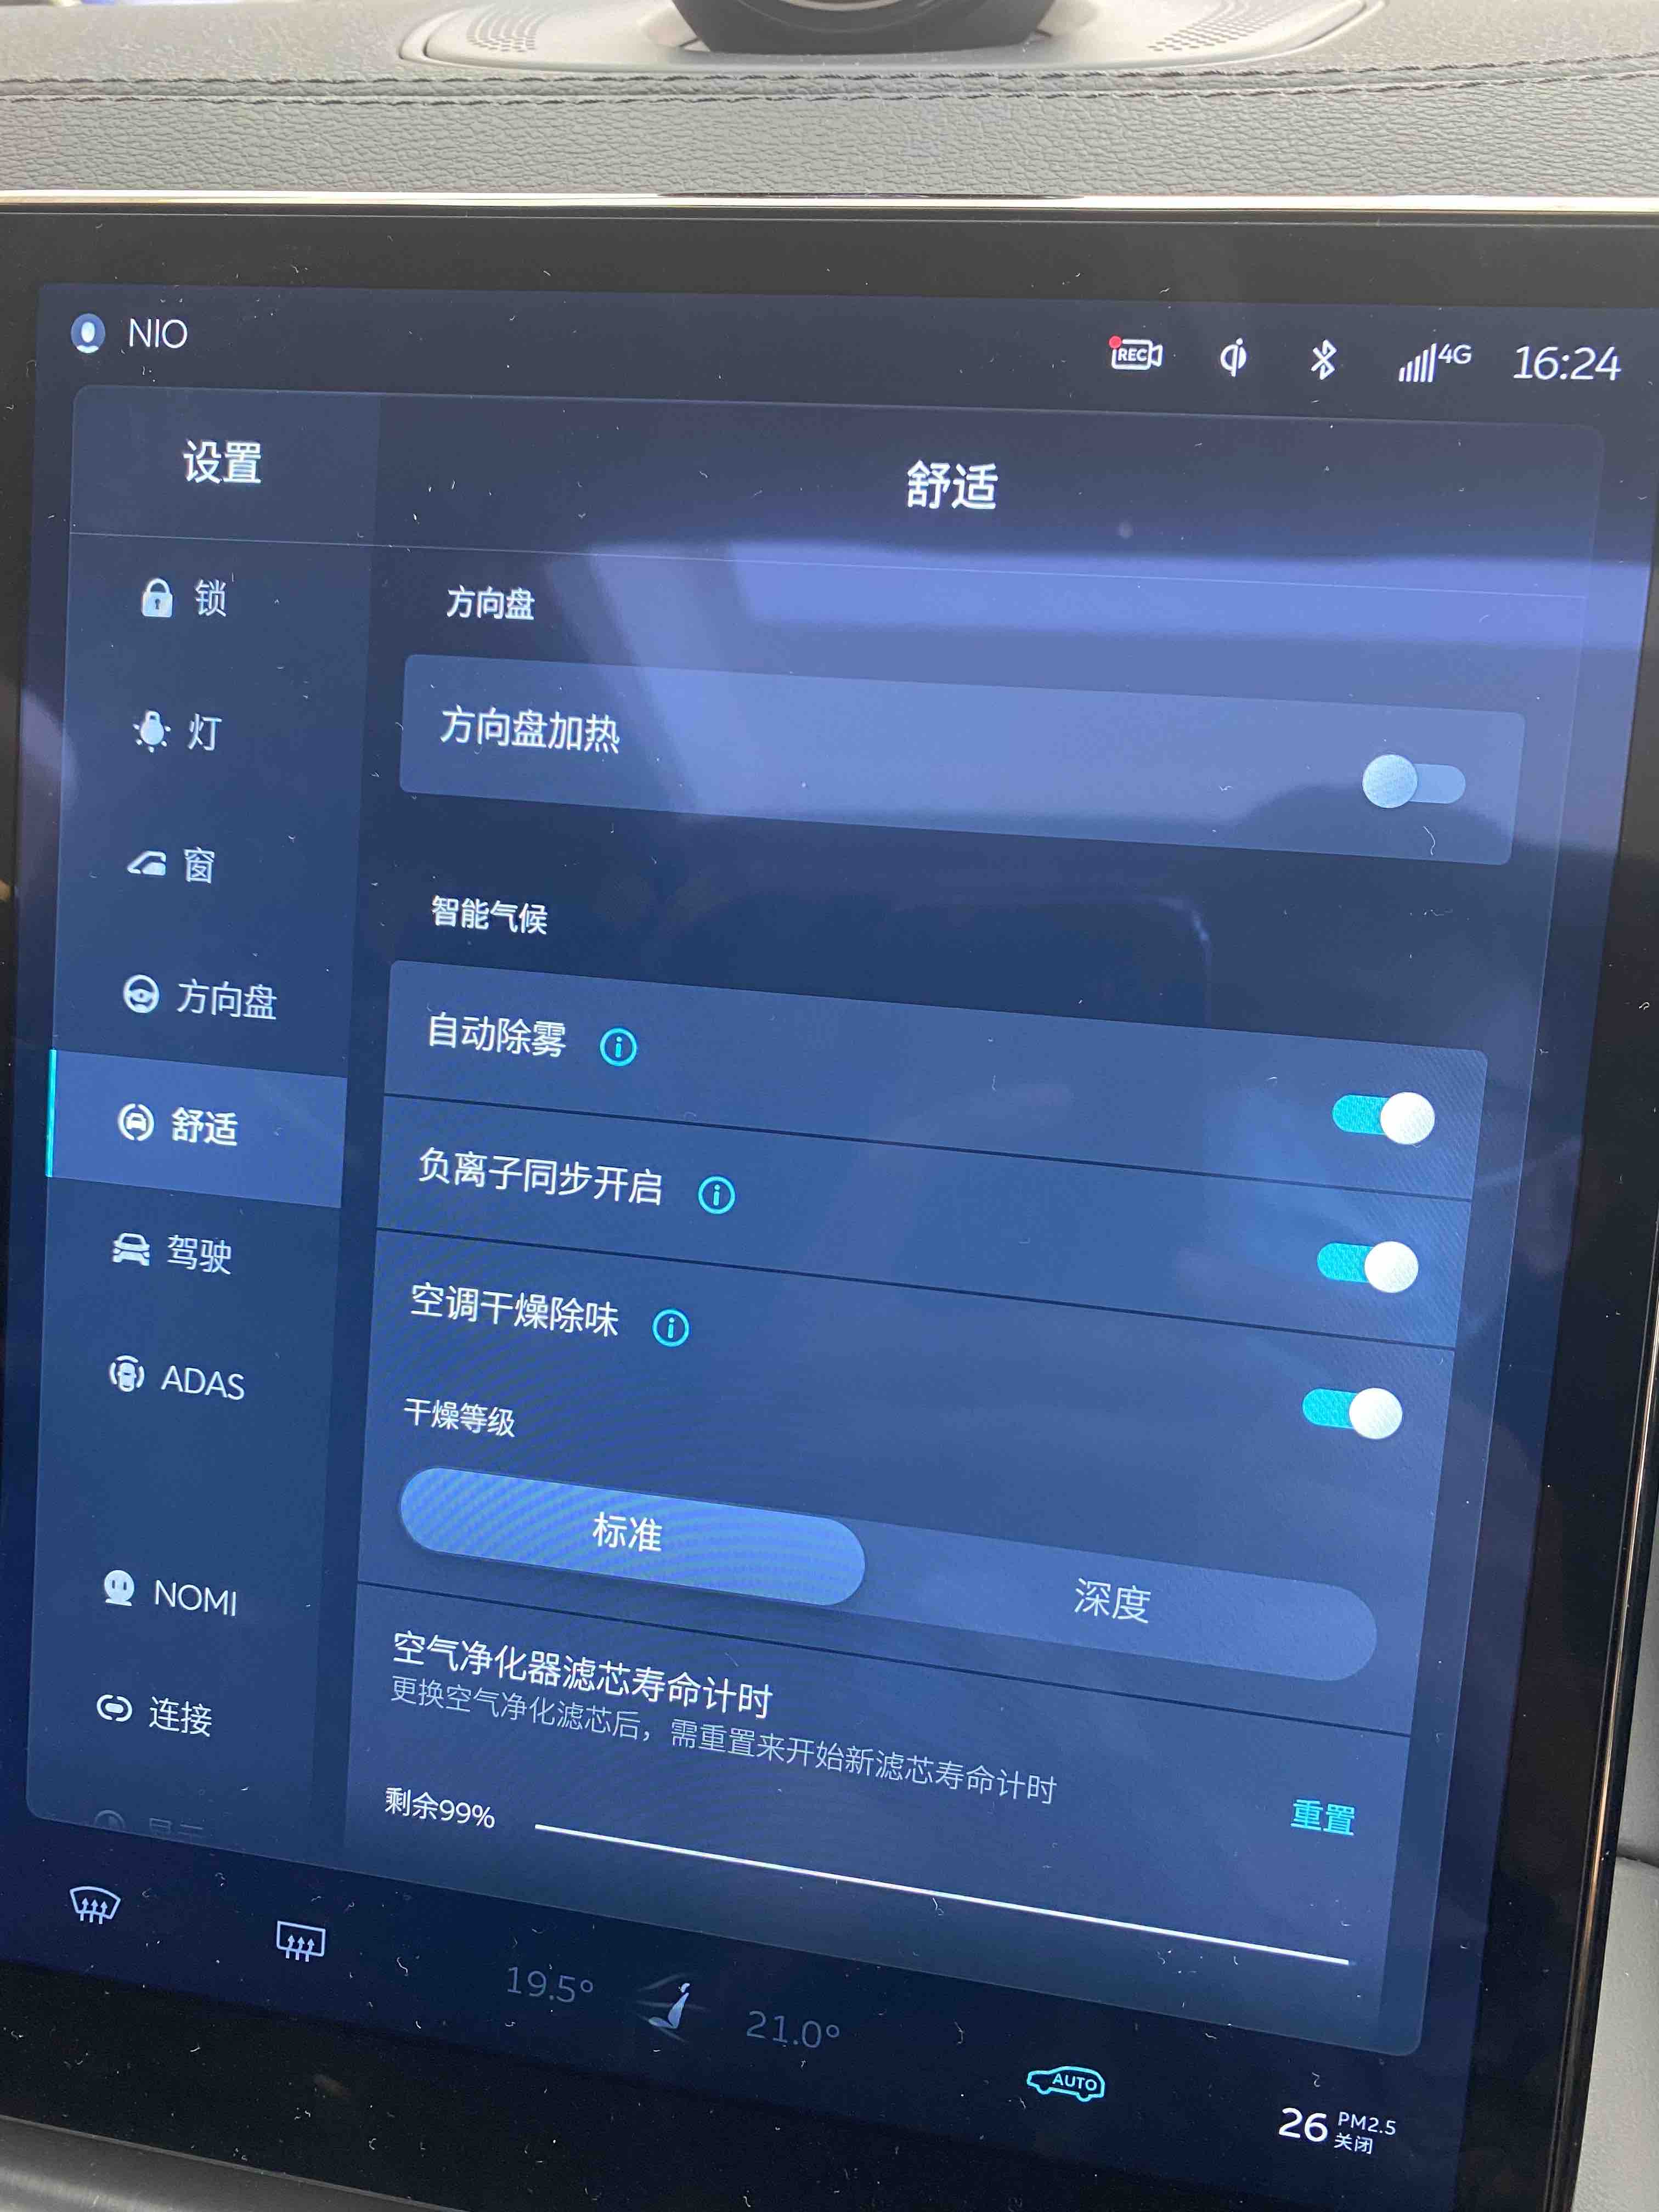 NIO
REC
4G
16:24
设置
舒适
锁
灯
窗
方向盘
舒适
驾驶
ADAS
NOMI
连接
显示
方向盘
方向盘加热
智能气候
自动除雾
负离子同步开启
空调干燥除味
干燥等级
标准
深度
空气净化器滤芯寿命计时
更换空气净化滤芯后，需重置来开始新滤芯寿命计时
重置
剩余99%
19.5°
21.0°
AUTO
26 PM2.5
关闭